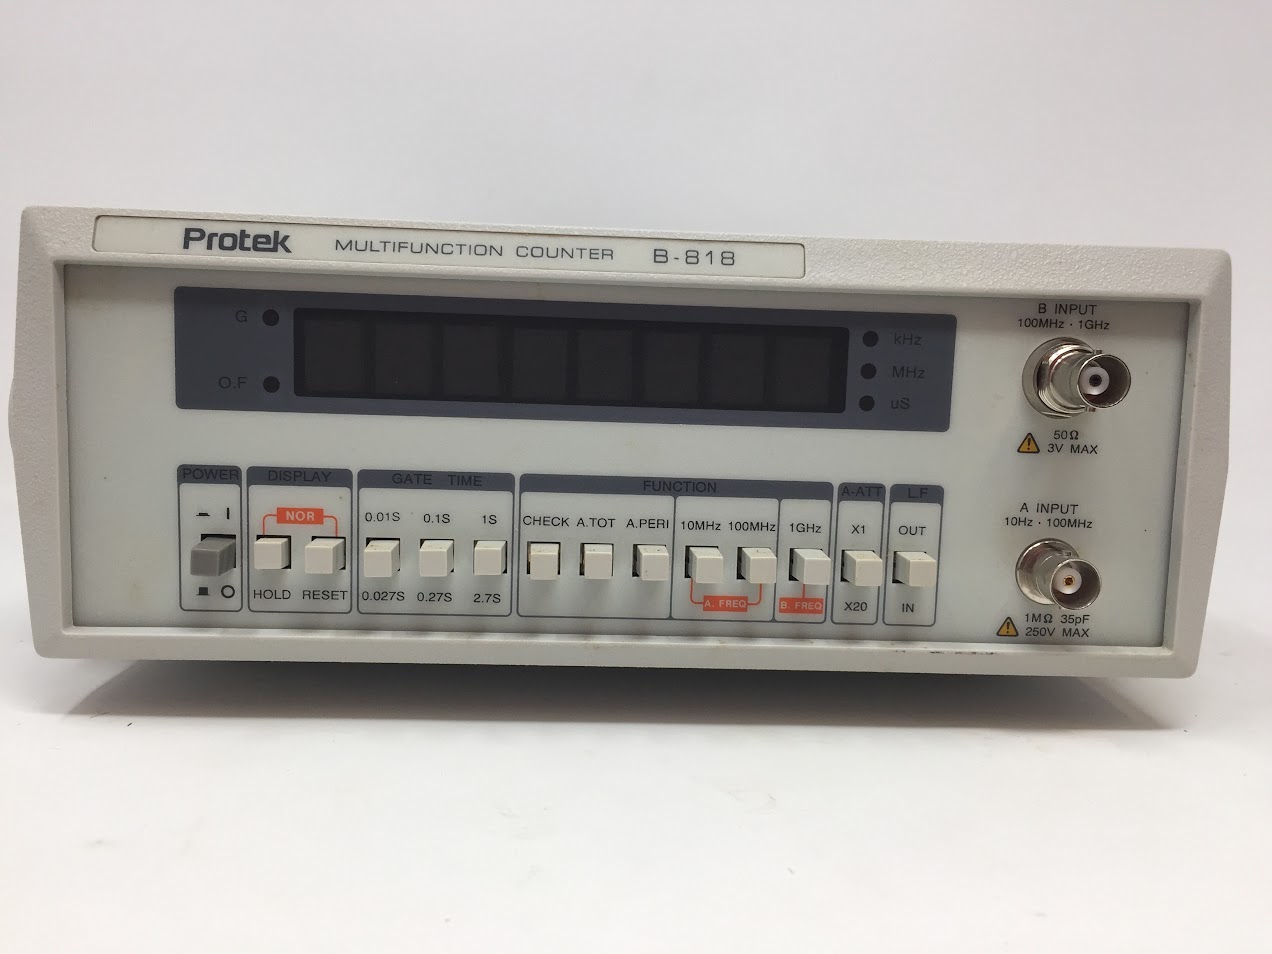 Protek MULTIFUNCTION COUNTER B-818
G
O.F
kHz
MHz
uS
B INPUT
100MHz · 1GHz
50Ω
3V MAX
A INPUT
10Hz · 100MHz
1MΩ 35pF
250V MAX
POWER
I
O
DISPLAY
NOR
HOLD RESET
GATE TIME
0.01S 0.1S 1S
0.027S 0.27S 2.7S
FUNCTION
CHECK A.TOT A.PERI 10MHz 100MHz 1GHz
A. FREQ B. FREQ
A-ATT
X1
X20
L.F
OUT
IN